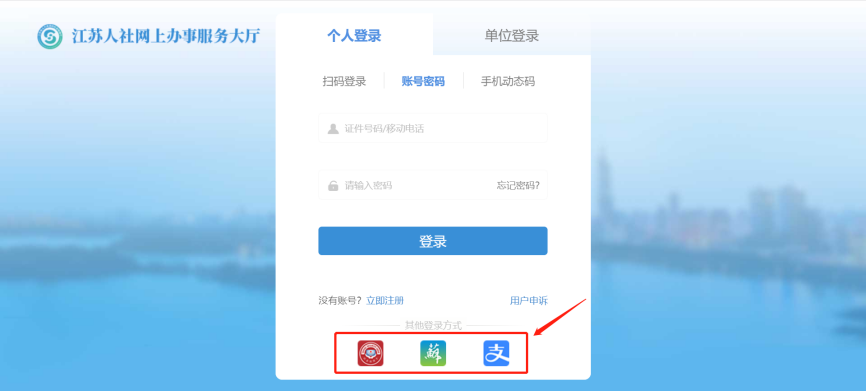 江苏人社网上办事服务大厅
个人登录 单位登录
扫码登录 账号密码 手机动态码
证件号码/移动电话
请输入密码 忘记密码?
登录
没有账号? 立即注册 用户申诉
其他登录方式
蘇 支